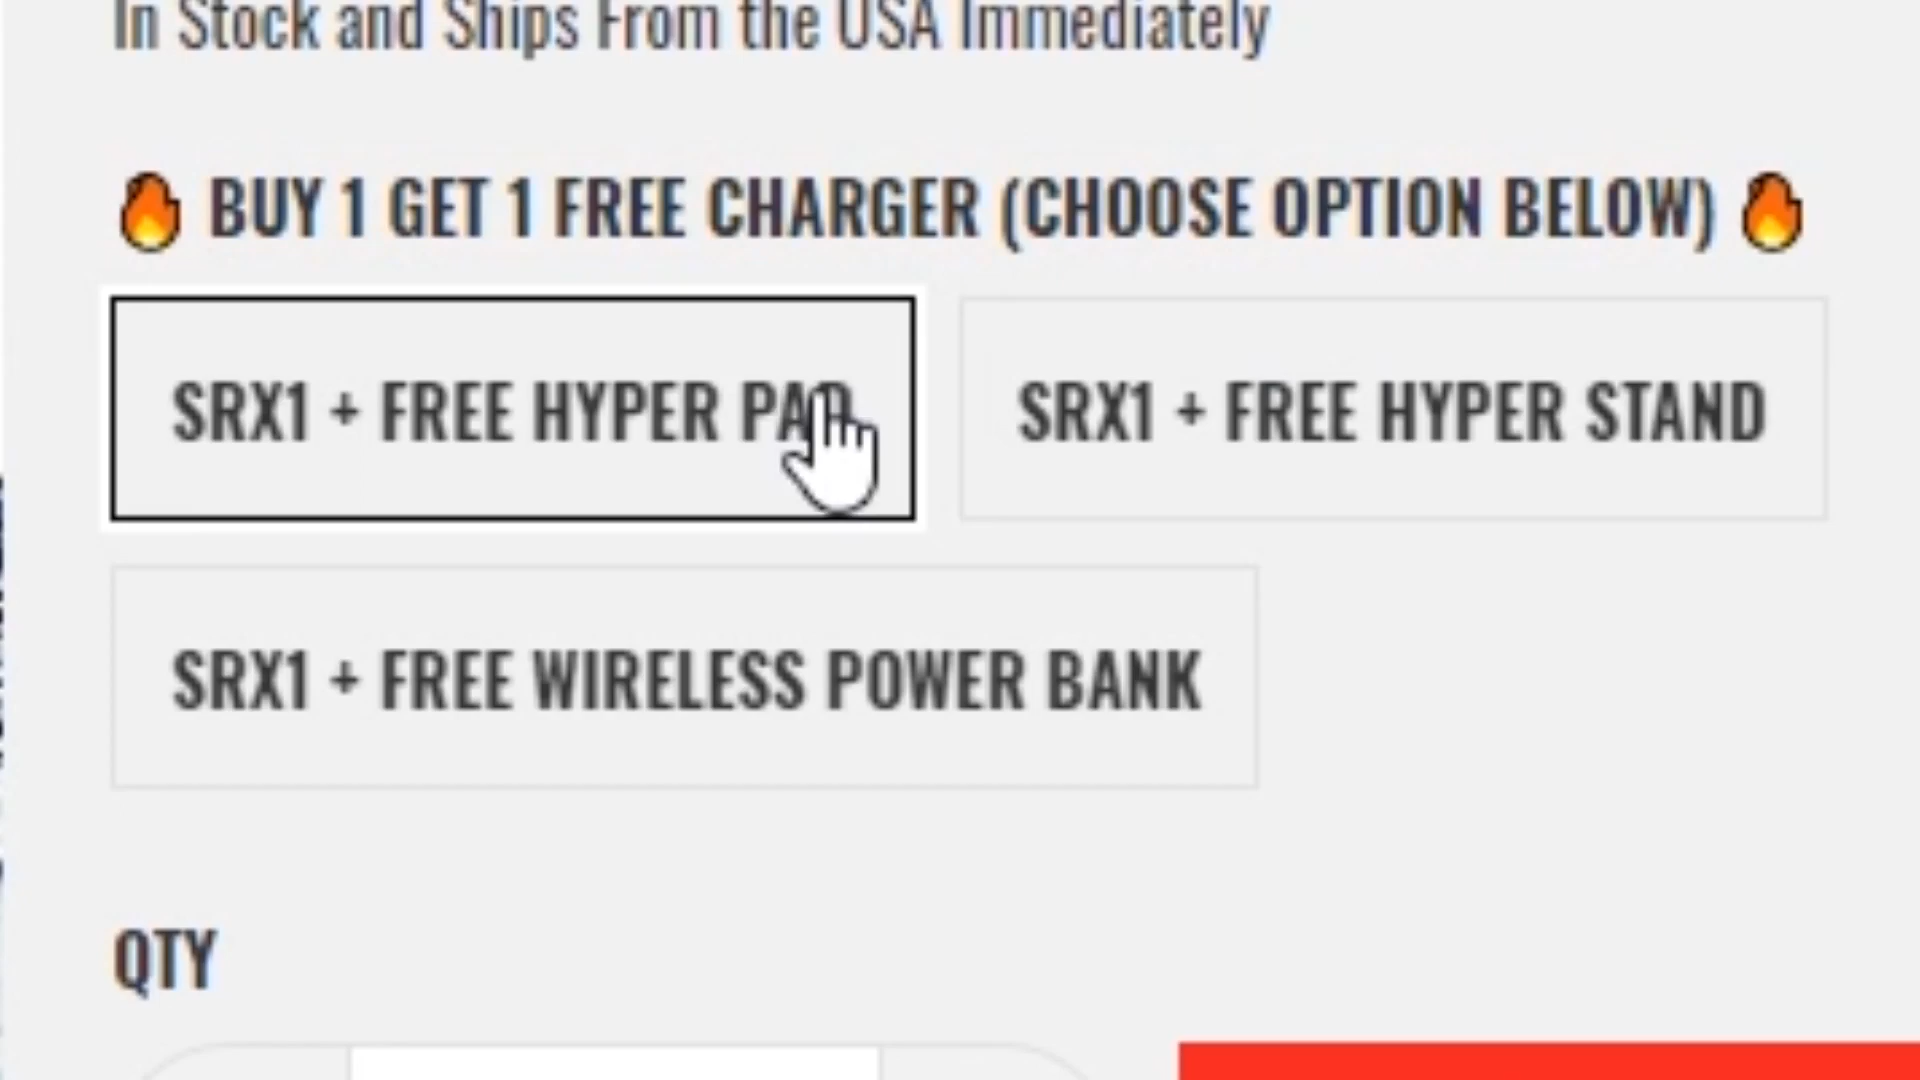 In Stock and Ships From the USA Immediately
🔥 BUY 1 GET 1 FREE CHARGER (CHOOSE OPTION BELOW) 🔥
SRX1 + FREE HYPER PAD
SRX1 + FREE HYPER STAND
SRX1 + FREE WIRELESS POWER BANK
QTY